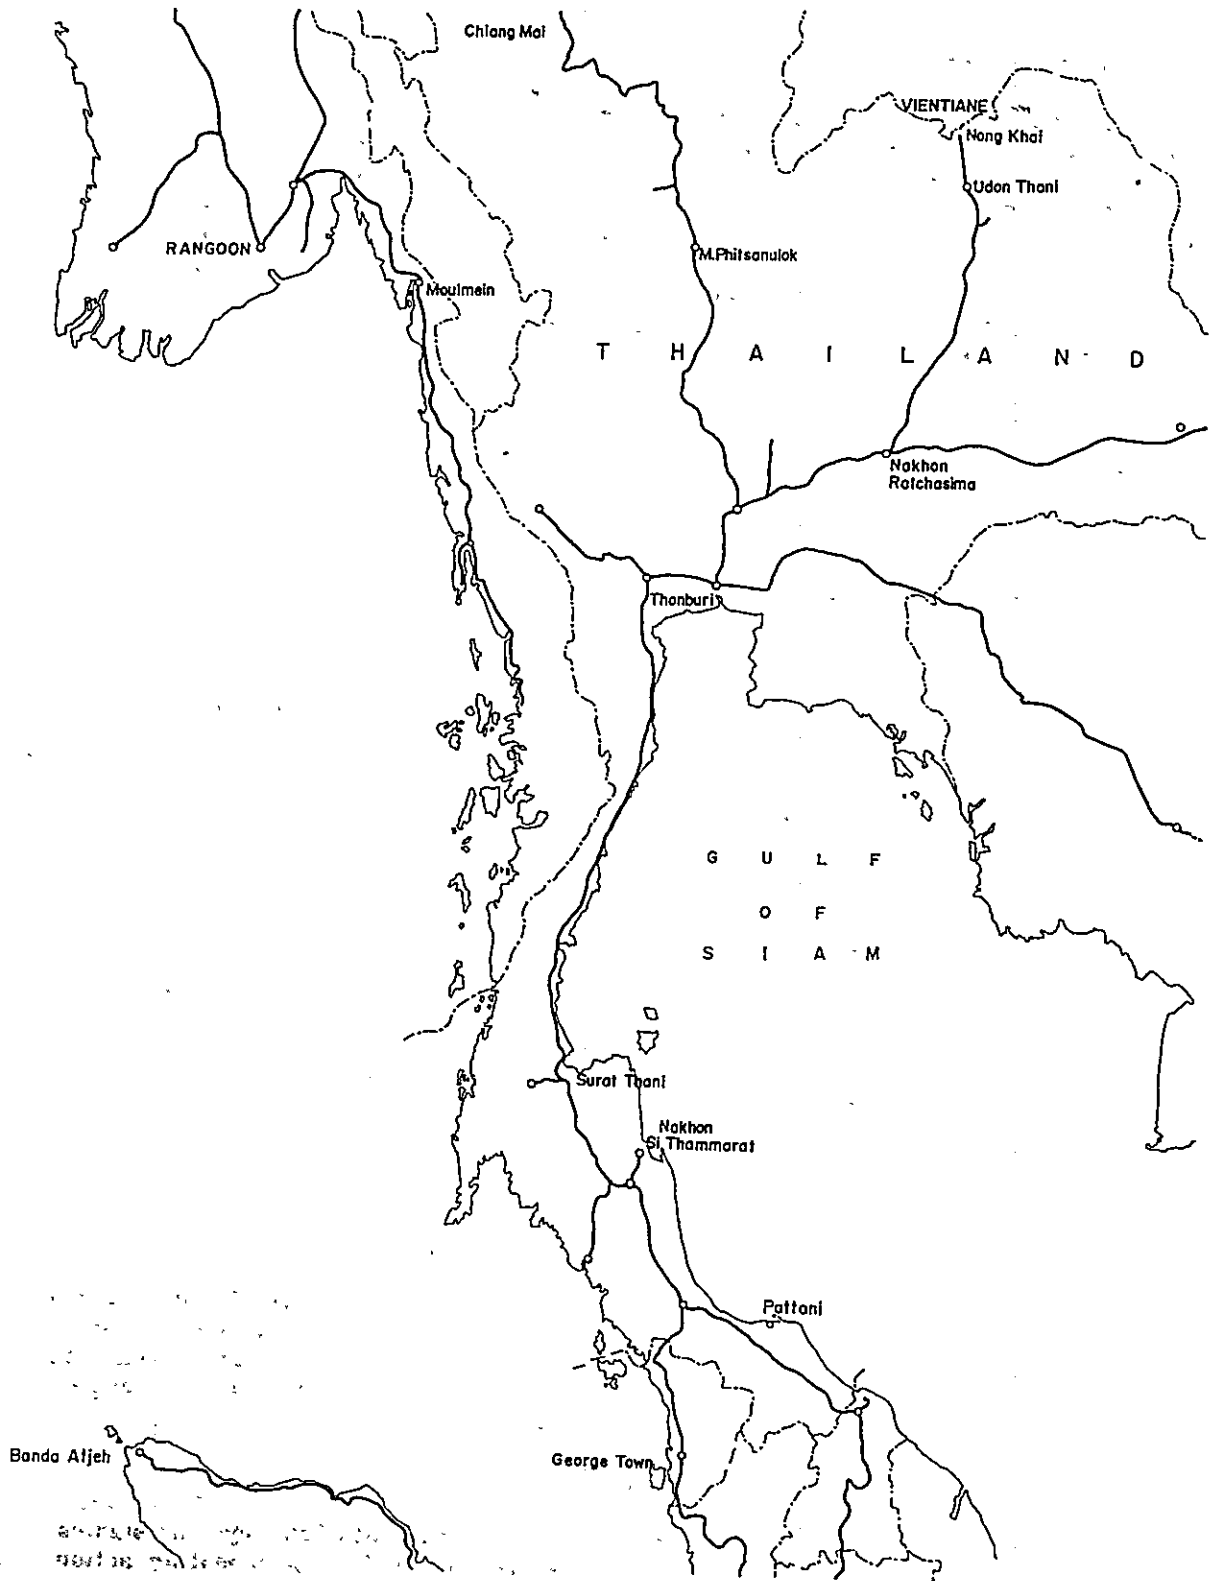 Chiang Mai
VIENTIANE
Nong Khai
Udon Thani
RANGOON
M.Phitsanulok
Moulmein
T H A I L A N D
Nakhon
Ratchasima
Thonburi
G U L F
O F
S I A M
Surat Thani
Nakhon
Si Thammarat
Pattani
Banda Atjeh
George Town